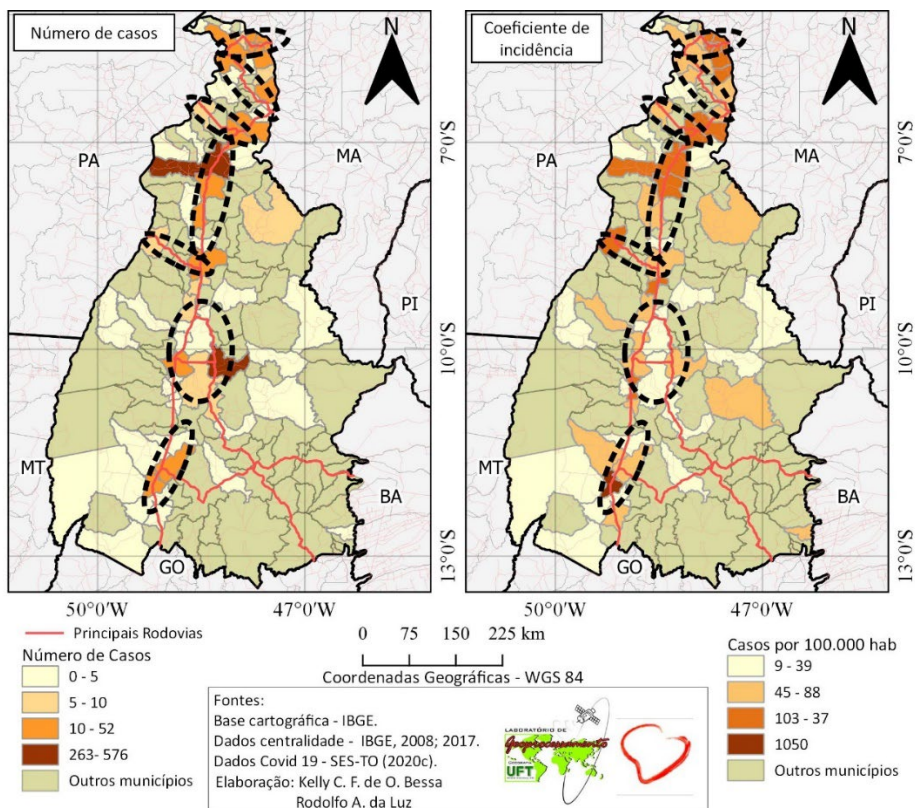 Número de casos
N
PA
MA
7°S
PI
10°0'S
MT
BA
GO
13°0'S
50°0'W
47°0'W
Coeficiente de
incidência
N
PA
MA
7°0'S
PI
10°0'S
MT
BA
GO
13°0'S
50°0'W
47°0'W
Principais Rodovias
Número de Casos
0 - 5
5 - 10
10 - 52
263- 576
Outros municípios
0 75 150 225 km
Coordenadas Geográficas - WGS 84
Fontes:
Base cartográfica - IBGE.
Dados centralidade - IBGE, 2008; 2017.
Dados Covid 19 - SES-TO (2020c).
Elaboração: Kelly C. F. de O. Bessa
Rodolfo A. da Luz
LABORATÓRIO DE
Geoprocessamento
UFT
Casos por 100.000 hab
9 - 39
45 - 88
103 - 37
1050
Outros municípios